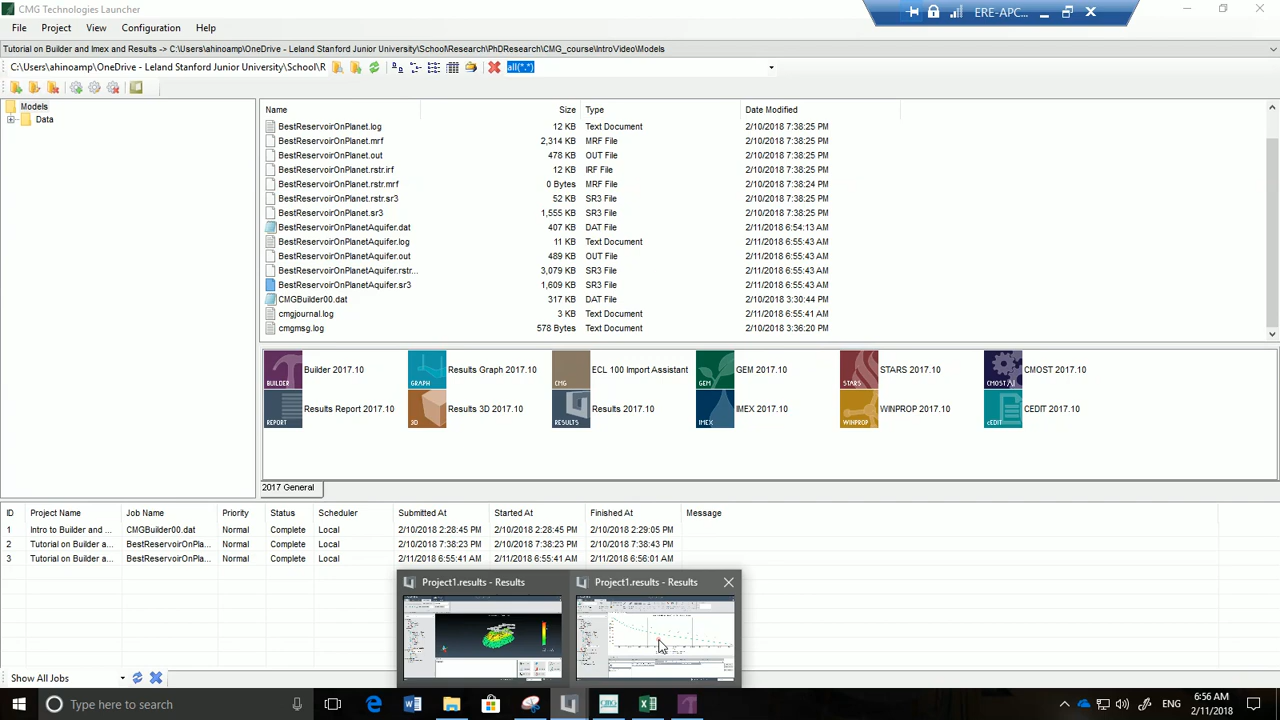 CMG Technologies Launcher
ERE-APC...
File Project View Configuration Help
Tutorial on Builder and Imex and Results -> C:\Users\ahinoamp\OneDrive - Leland Stanford Junior University\School\Research\PhDResearch\CMG_course\IntroVideo\Models
C:\Users\ahinoamp\OneDrive - Leland Stanford Junior University\School\R all(*.*)
Models
Data
Name Size Type Date Modified
BestReservoirOnPlanet.log 12 KB Text Document 2/10/2018 7:38:25 PM
BestReservoirOnPlanet.mrf 2,314 KB MRF File 2/10/2018 7:38:25 PM
BestReservoirOnPlanet.out 478 KB OUT File 2/10/2018 7:38:25 PM
BestReservoirOnPlanet.rstr.irf 12 KB IRF File 2/10/2018 7:38:25 PM
BestReservoirOnPlanet.rstr.mrf 0 Bytes MRF File 2/10/2018 7:38:24 PM
BestReservoirOnPlanet.rstr.sr3 52 KB SR3 File 2/10/2018 7:38:25 PM
BestReservoirOnPlanet.sr3 1,555 KB SR3 File 2/10/2018 7:38:25 PM
BestReservoirOnPlanetAquifer.dat 407 KB DAT File 2/11/2018 6:54:13 AM
BestReservoirOnPlanetAquifer.log 11 KB Text Document 2/11/2018 6:55:43 AM
BestReservoirOnPlanetAquifer.out 489 KB OUT File 2/11/2018 6:55:43 AM
BestReservoirOnPlanetAquifer.rstr... 3,079 KB SR3 File 2/11/2018 6:55:43 AM
BestReservoirOnPlanetAquifer.sr3 1,609 KB SR3 File 2/11/2018 6:55:43 AM
CMGBuilder00.dat 317 KB DAT File 2/10/2018 3:30:44 PM
cmgjournal.log 3 KB Text Document 2/11/2018 6:55:41 AM
cmgmsg.log 578 Bytes Text Document 2/10/2018 3:36:20 PM
BUILDER Builder 2017.10 GRAPH Results Graph 2017.10 CMG ECL 100 Import Assistant GEM GEM 2017.10 STARS STARS 2017.10 CMOST AI CMOST 2017.10
REPORT Results Report 2017.10 3D Results 3D 2017.10 RESULTS Results 2017.10 IMEX IMEX 2017.10 WINPROP WINPROP 2017.10 cEDIT CEDIT 2017.10
2017 General
ID Project Name Job Name Priority Status Scheduler Submitted At Started At Finished At Message
1 Intro to Builder and ... CMGBuilder00.dat Normal Complete Local 2/10/2018 2:28:45 PM 2/10/2018 2:28:45 PM 2/10/2018 2:29:05 PM
2 Tutorial on Builder a... BestReservoirOnPla... Normal Complete Local 2/10/2018 7:38:23 PM 2/10/2018 7:38:23 PM 2/10/2018 7:38:43 PM
3 Tutorial on Builder a... BestReservoirOnPla... Normal Complete Local 2/11/2018 6:55:41 AM 2/11/2018 6:55:41 AM 2/11/2018 6:56:01 AM
Project1.results - Results Project1.results - Results
Show All Jobs
Type here to search CMG ENG 6:56 AM
2/11/2018